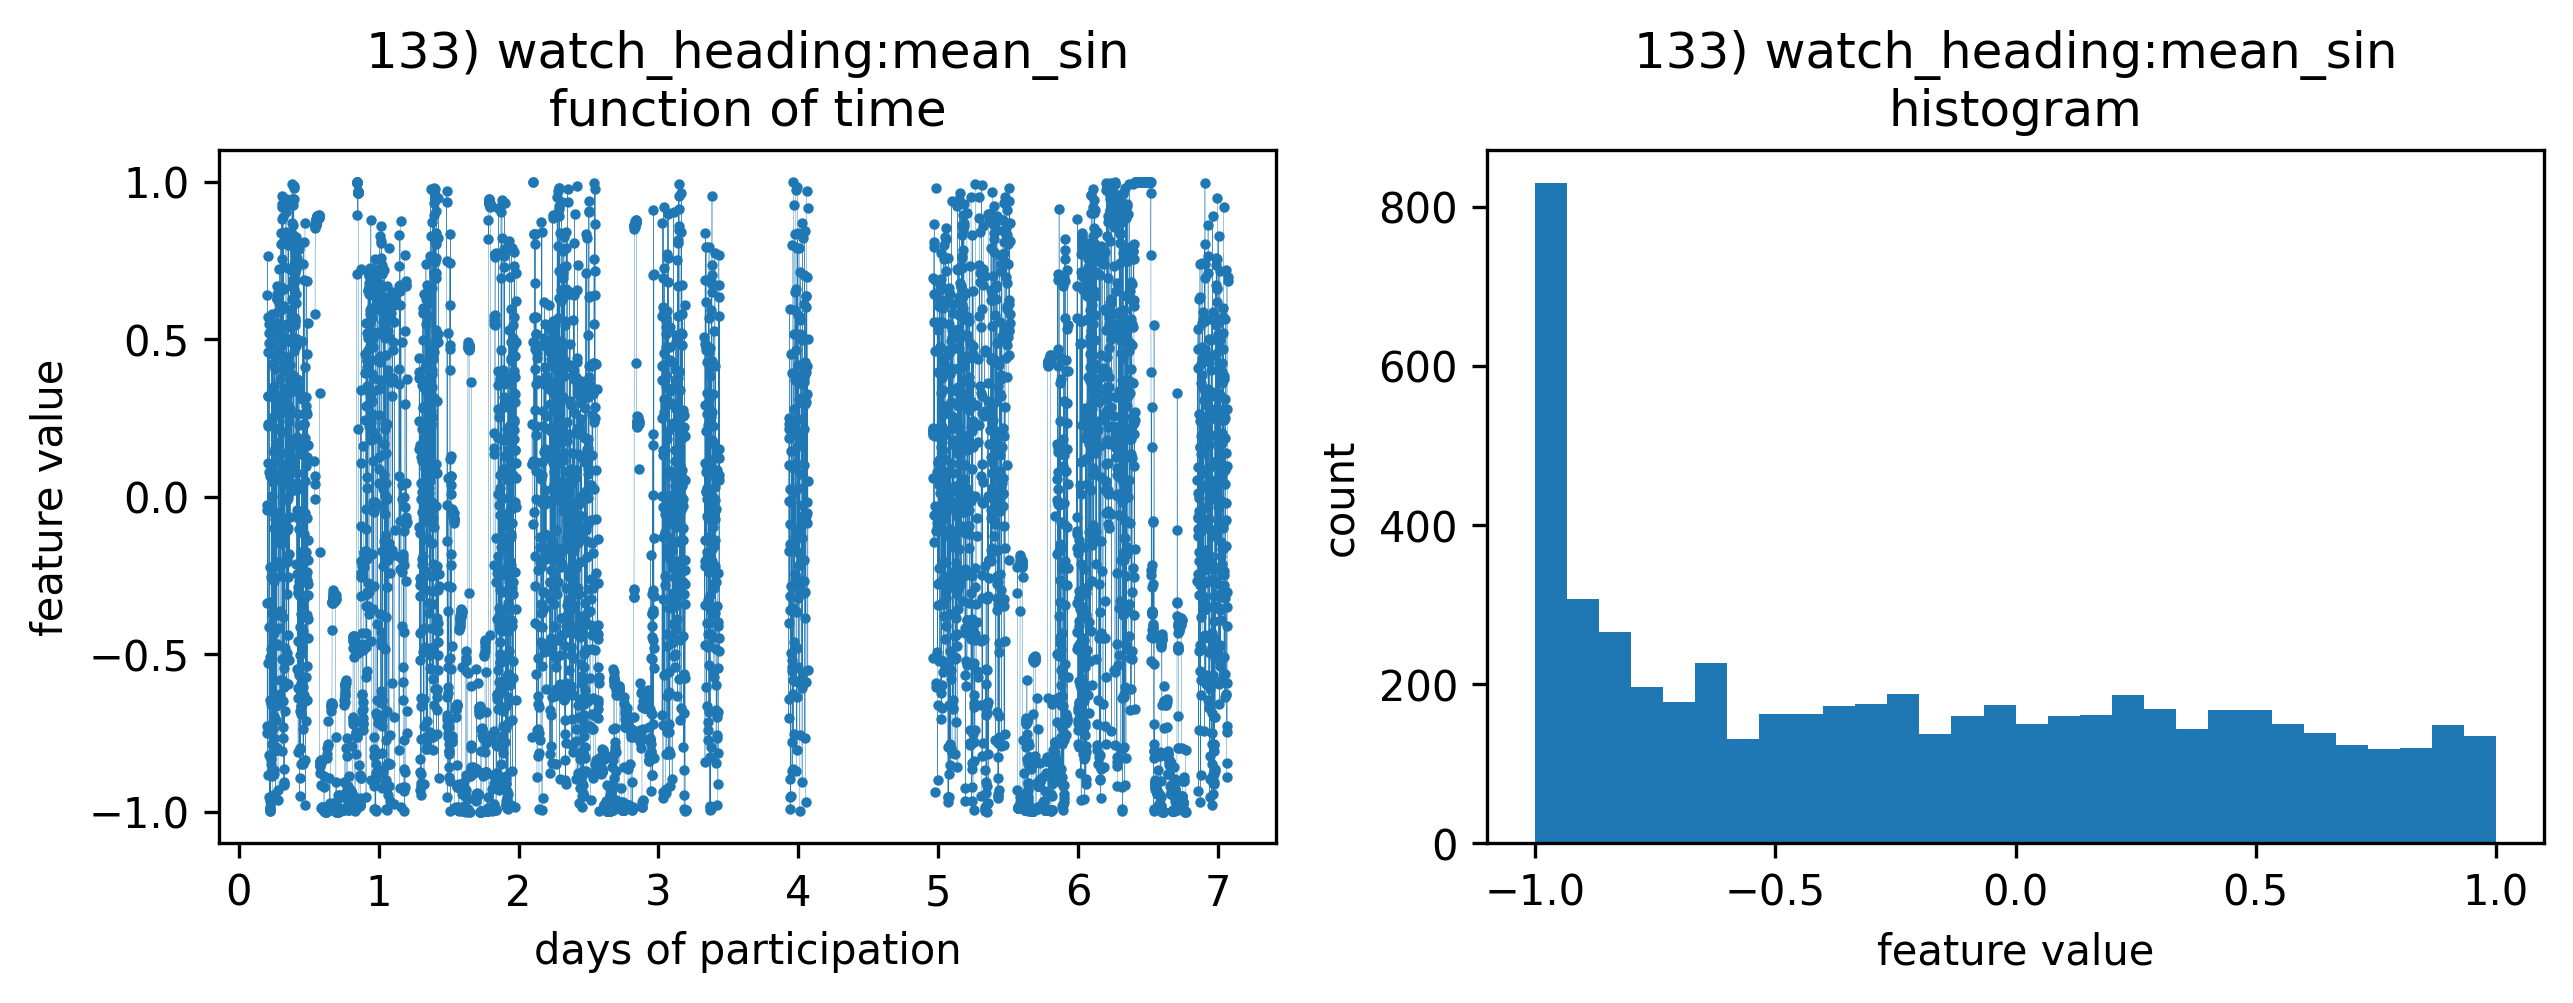 133) watch_heading:mean_sin
function of time
1.0
0.5
0.0
−0.5
−1.0
feature value
0 1 2 3 4 5 6 7
days of participation
133) watch_heading:mean_sin
histogram
800
600
400
200
0
count
−1.0 −0.5 0.0 0.5 1.0
feature value